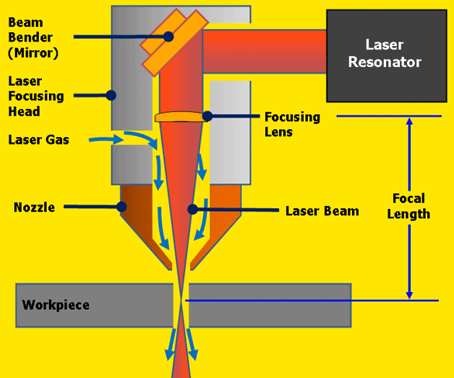 Beam
Bender
(Mirror)
Laser
Resonator
Laser
Focusing
Head
Focusing
Lens
Laser Gas
Focal
Length
Nozzle
Laser Beam
Workpiece